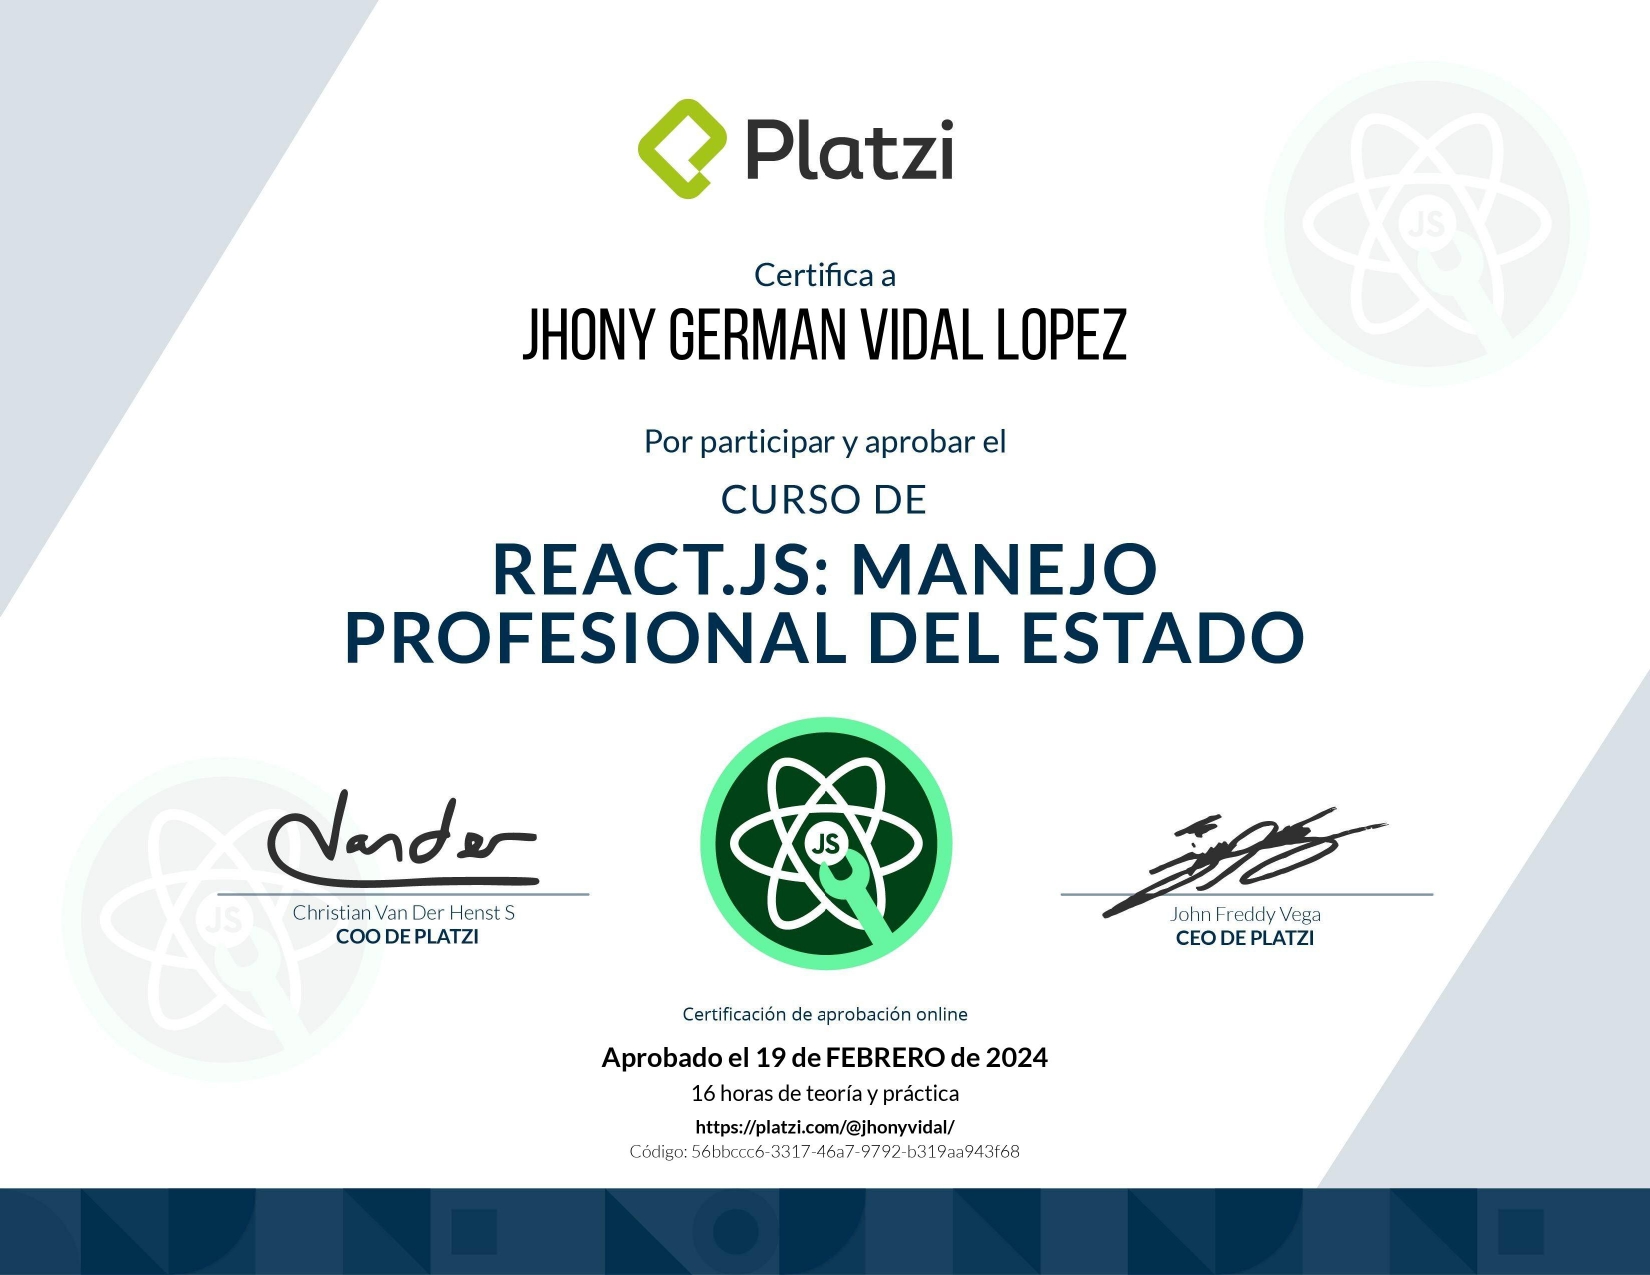 Platzi
Certifica a
JHONY GERMAN VIDAL LOPEZ
Por participar y aprobar el
CURSO DE
REACT.JS: MANEJO
PROFESIONAL DEL ESTADO
JS
JS
JS
Vander
Christian Van Der Henst S
COO DE PLATZI
John Freddy Vega
CEO DE PLATZI
Certificación de aprobación online
Aprobado el 19 de FEBRERO de 2024
16 horas de teoría y práctica
https://platzi.com/@jhonyvidal/
Código: 56bbccc6-3317-46a7-9792-b319aa943f68